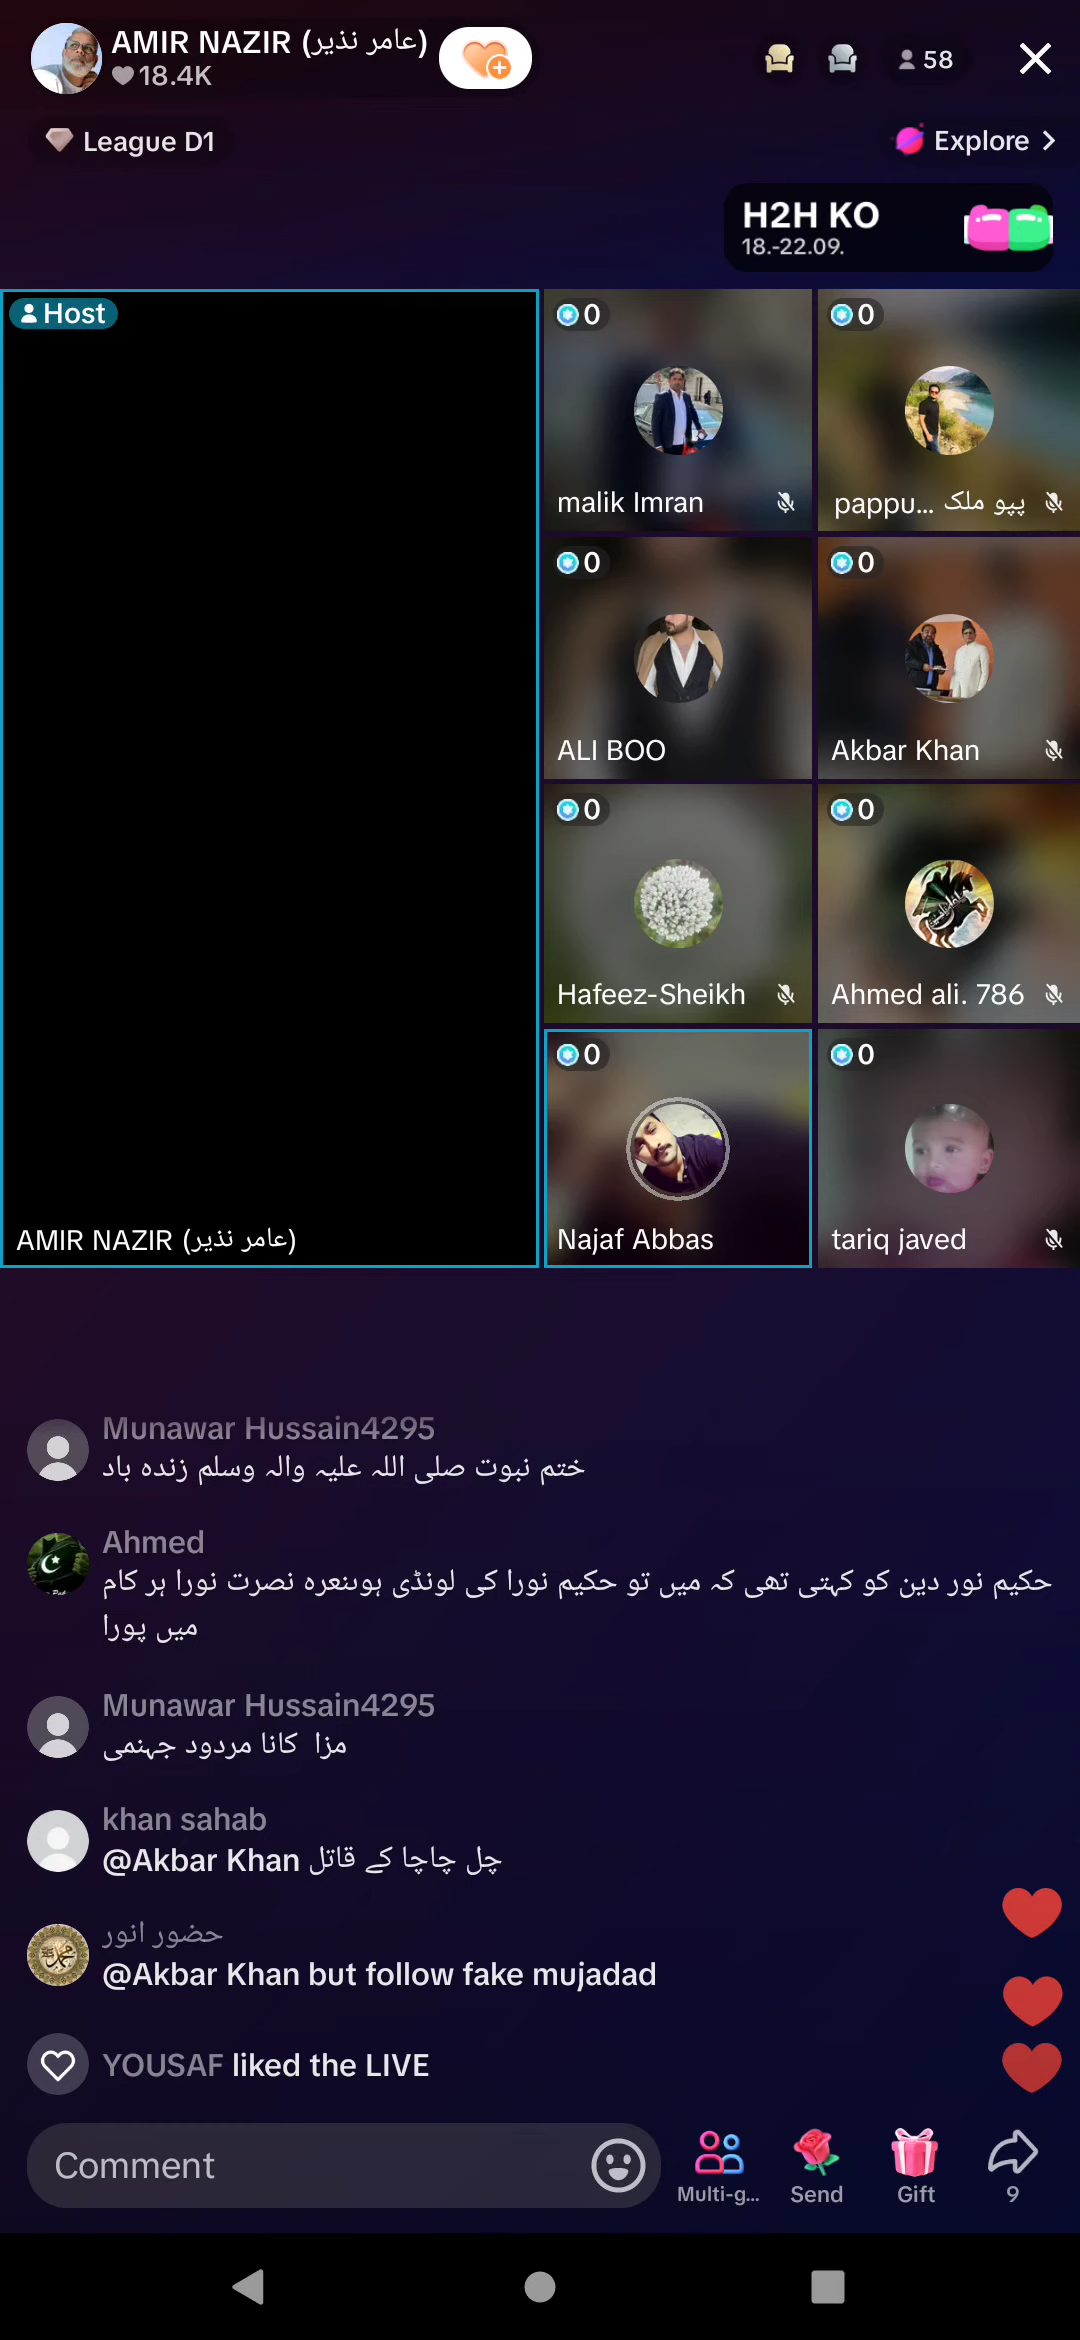 AMIR NAZIR (عامر نذیر)
18.4K
58
League D1
Explore
H2H KO
18.-22.09.
Host
AMIR NAZIR (عامر نذیر)
0
malik Imran
0
pappu... پپو ملک
0
ALI BOO
0
Akbar Khan
0
Hafeez-Sheikh
0
Ahmed ali. 786
0
Najaf Abbas
0
tariq javed
Munawar Hussain4295
ختم نبوت صلی اللہ علیہ والہ وسلم زندہ باد
Ahmed
حکیم نور دین کو کہتی تھی کہ میں تو حکیم نورا کی لونڈی ہوںنعرہ نصرت نورا ہر کام
میں پورا
Munawar Hussain4295
مزا کانا مردود جہنمی
khan sahab
@Akbar Khan چل چاچا کے قاتل
حضور انور
@Akbar Khan but follow fake mujadad
YOUSAF liked the LIVE
Comment
Multi-g...
Send
Gift
9